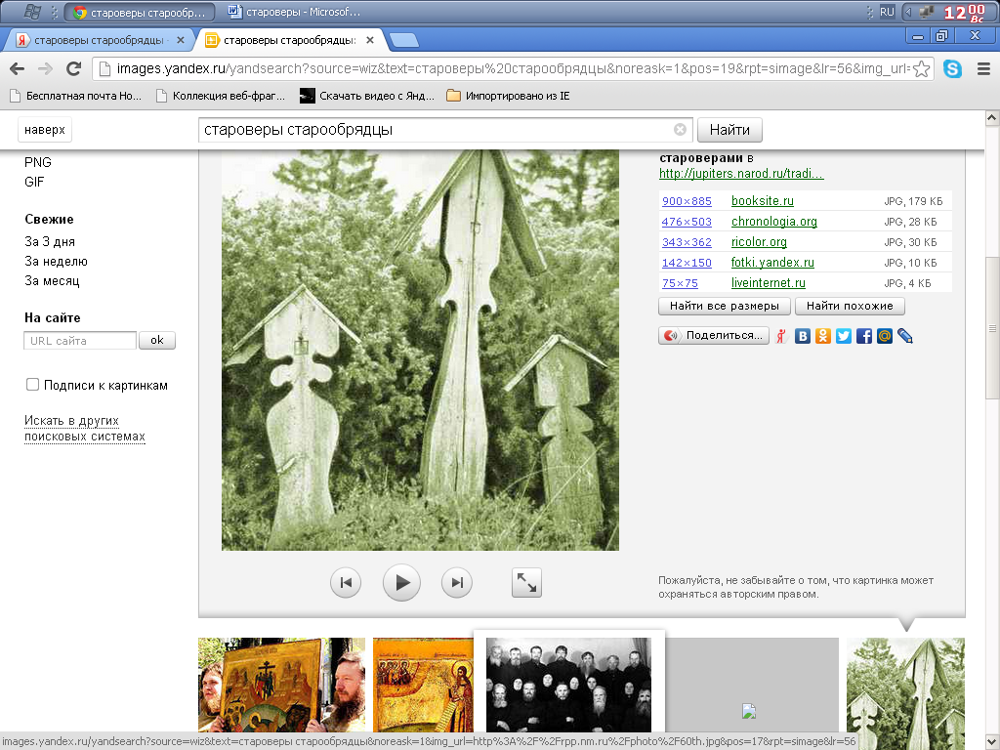 староверы старообр...
староверы - Microsof...
RU
12 00
Вс
староверы старообрядцы -
староверы старообрядцы:
images.yandex.ru/yandsearch?source=wiz&text=староверы%20старообрядцы&noreask=1&pos=19&rpt=simage&lr=56&img_url=
Бесплатная почта Ho...
Коллекция веб-фраг...
Скачать видео с Янд...
Импортировано из IE
наверх
староверы старообрядцы
Найти
PNG
GIF
Свежие
За 3 дня
За неделю
За месяц
На сайте
URL сайта
ok
Подписи к картинкам
Искать в других
поисковых системах
староверами в
http://jupiters.narod.ru/tradi...
900×885 booksite.ru JPG, 179 КБ
476×503 chronologia.org JPG, 28 КБ
343×362 ricolor.org JPG, 30 КБ
142×150 fotki.yandex.ru JPG, 10 КБ
75×75 liveinternet.ru JPG, 4 КБ
Найти все размеры
Найти похожие
Поделиться...
Пожалуйста, не забывайте о том, что картинка может
охраняться авторским правом.
images.yandex.ru/yandsearch?source=wiz&text=староверы старообрядцы&noreask=1&img_url=http%3A%2F%2Frpp.nm.ru%2Fphoto%2F60th.jpg&pos=17&rpt=simage&lr=56